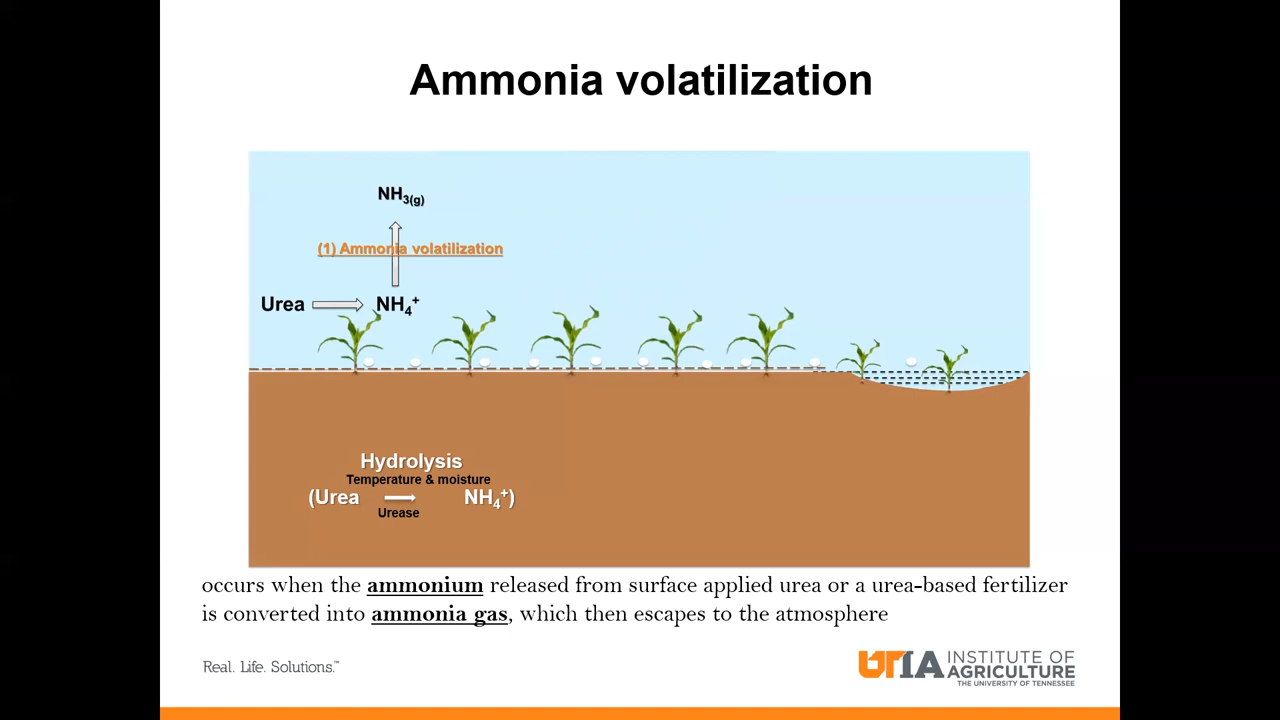 Ammonia volatilization
NH3(g)
(1) Ammonia volatilization
Urea NH4+
Hydrolysis
Temperature & moisture
(Urea NH4+)
Urease
occurs when the ammonium released from surface applied urea or a urea-based fertilizer
is converted into ammonia gas, which then escapes to the atmosphere
Real. Life. Solutions.™
UTIA INSTITUTE OF
AGRICULTURE
THE UNIVERSITY OF TENNESSEE